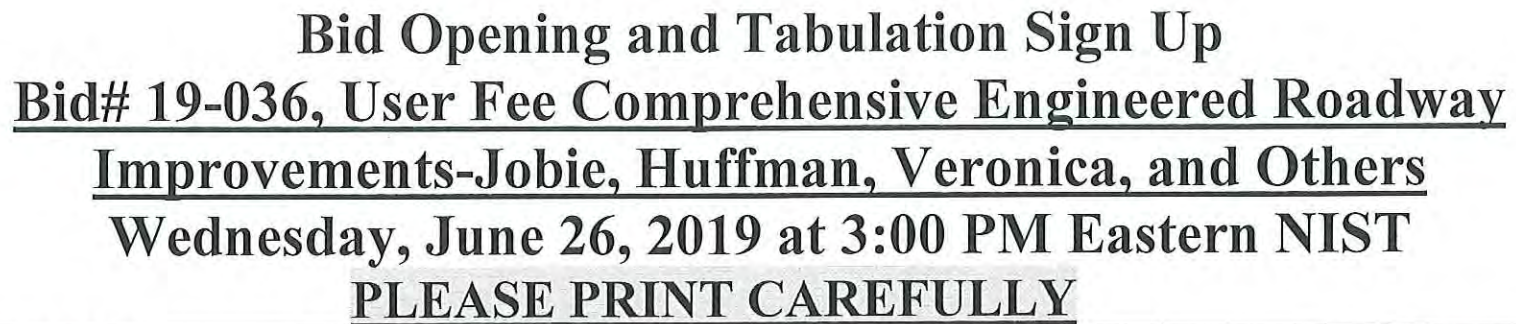 Bid Opening and Tabulation Sign Up
Bid# 19-036, User Fee Comprehensive Engineered Roadway
Improvements-Jobie, Huffman, Veronica, and Others
Wednesday, June 26, 2019 at 3:00 PM Eastern NIST
PLEASE PRINT CAREFULLY